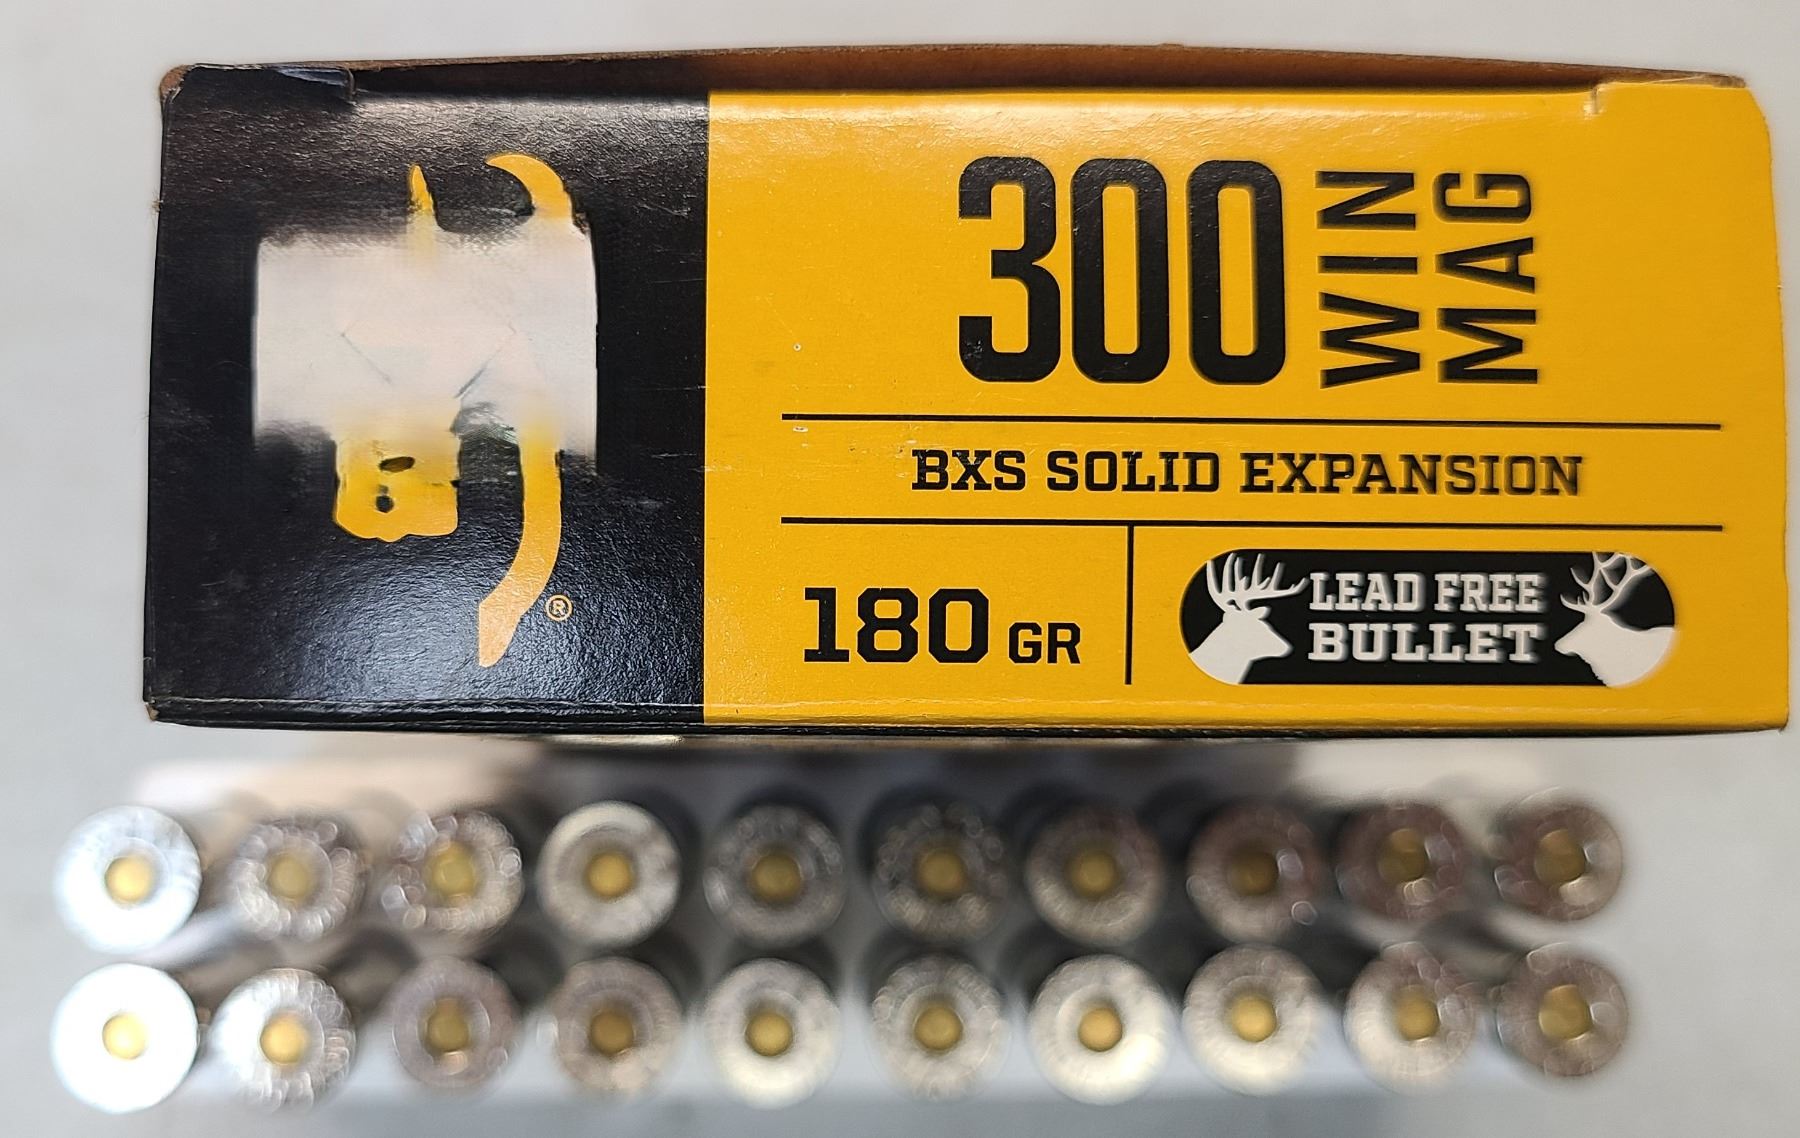 300 WIN MAG
BXS SOLID EXPANSION
180 GR
LEAD FREE
BULLET
®